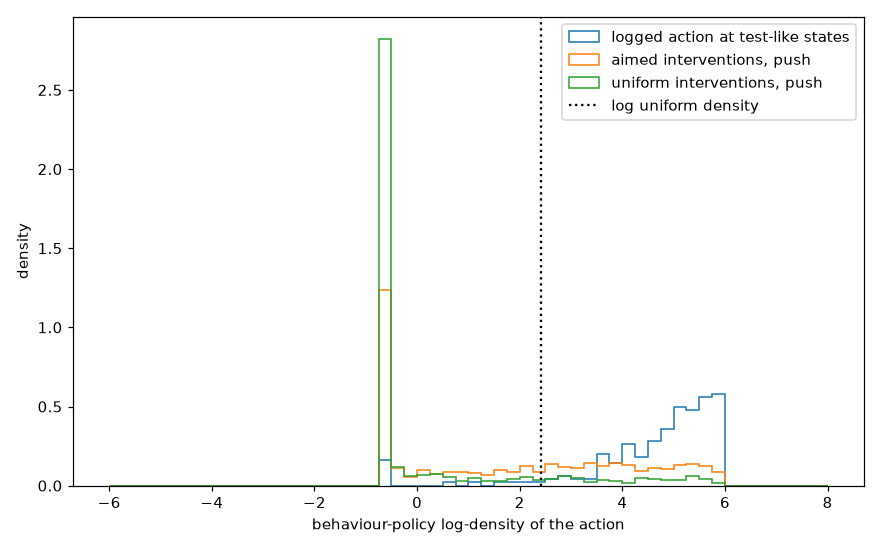 logged action at test-like states
aimed interventions, push
uniform interventions, push
log uniform density
density
2.5
2.0
1.5
1.0
0.5
0.0
−6
−4
−2
0
2
4
6
8
behaviour-policy log-density of the action